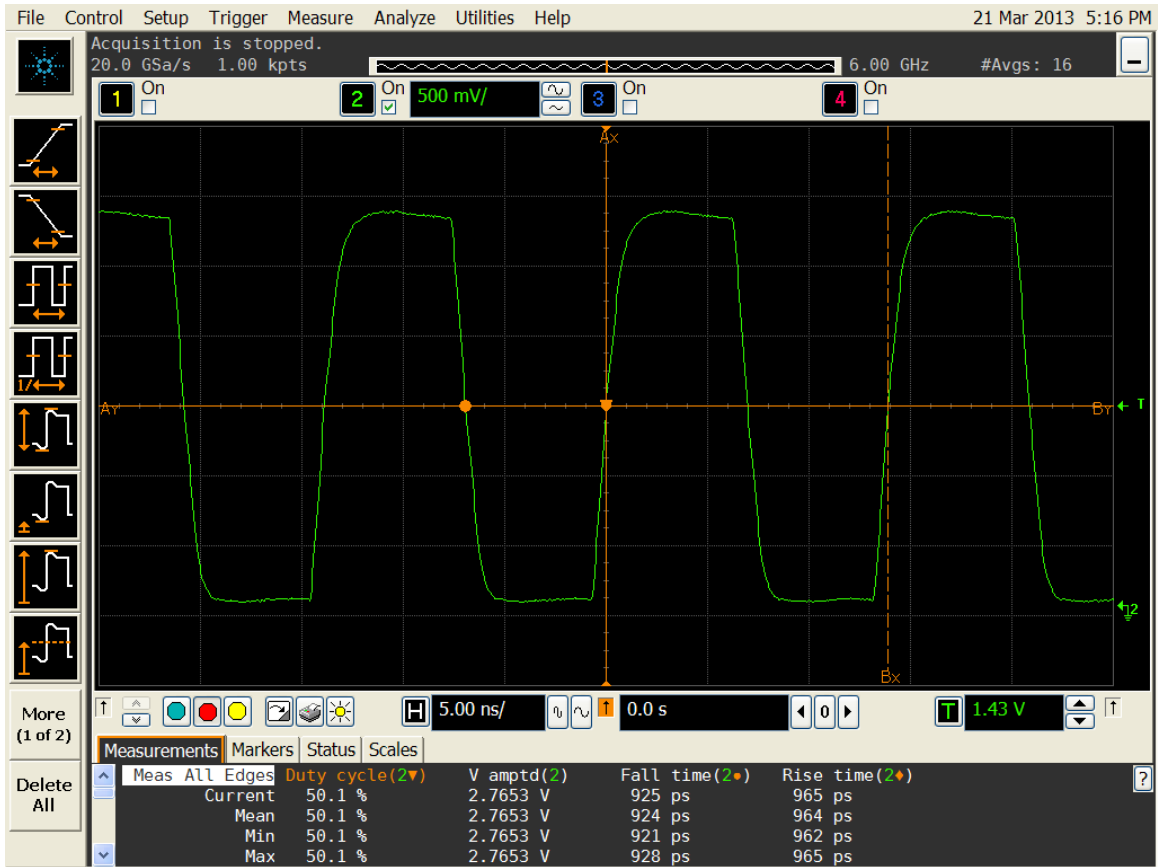 File Control Setup Trigger Measure Analyze Utilities Help 21 Mar 2013 5:16 PM
Acquisition is stopped.
20.0 GSa/s 1.00 kpts 6.00 GHz #Avgs: 16
1 On 2 On 500 mV/ 3 On 4 On
Ax
1/
AY BY T
2
Bx
More
(1 of 2)
Delete
All
H 5.00 ns/ 0.0 s 0 T 1.43 V
Measurements Markers Status Scales
Meas All Edges Duty cycle(2▼) V amptd(2) Fall time(2●) Rise time(2♦) ?
Current 50.1 % 2.7653 V 925 ps 965 ps
Mean 50.1 % 2.7653 V 924 ps 964 ps
Min 50.1 % 2.7653 V 921 ps 962 ps
Max 50.1 % 2.7653 V 928 ps 965 ps